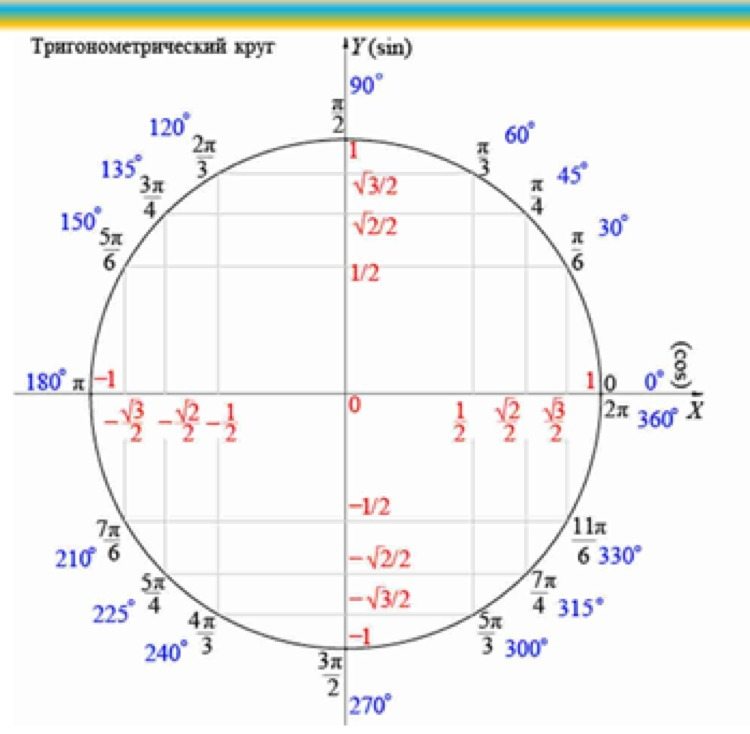 Тригонометрический круг
Y (sin)
90°
π/2
120°
2π/3
60°
π/3
135°
3π/4
45°
π/4
150°
5π/6
30°
π/6
1
√3/2
√2/2
1/2
180° π −1
1 0 0° (cos)
−√3/2 −√2/2 −1/2 0 1/2 √2/2 √3/2 2π 360° X
−1/2
−√2/2
−√3/2
−1
7π/6
210°
11π/6
330°
5π/4
225°
7π/4
315°
4π/3
240°
5π/3
300°
3π/2
270°